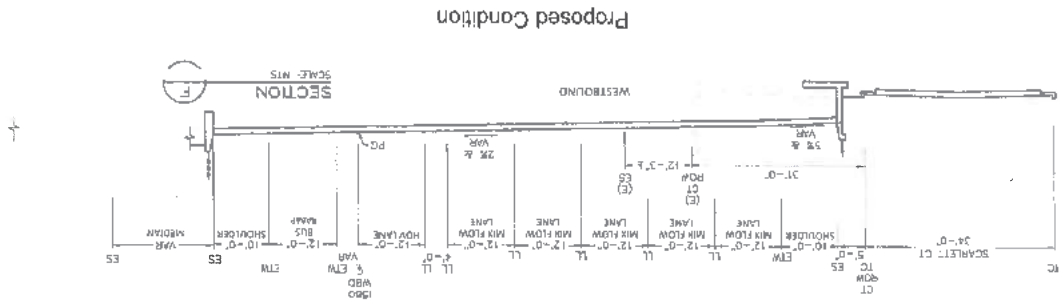 TC
SCARLETT CT
34'-0"
CT
ROW
TC
5'-0"
ES
10'-0"
SHOULDER
ETW
12'-0"
MIX FLOW
LANE
LL
12'-0"
MIX FLOW
LANE
LL
12'-0"
MIX FLOW
LANE
LL
12'-0"
MIX FLOW
LANE
LL
12'-0"
MIX FLOW
LANE
LL
4'-0"
LL
12'-0"
HOV LANE
1580
WBD
℄
ETW
VAR
12'-0"
BUS
RAMP
ETW
10'-0"
SHOULDER
ES
VAR
MEDIAN
ES
31'-0"
CT (E)
ROW
12'-3"±
(E)
ES
5% &
VAR
2% &
VAR
PG
WESTBOUND
SECTION
SCALE- NTS
F
Proposed Condition